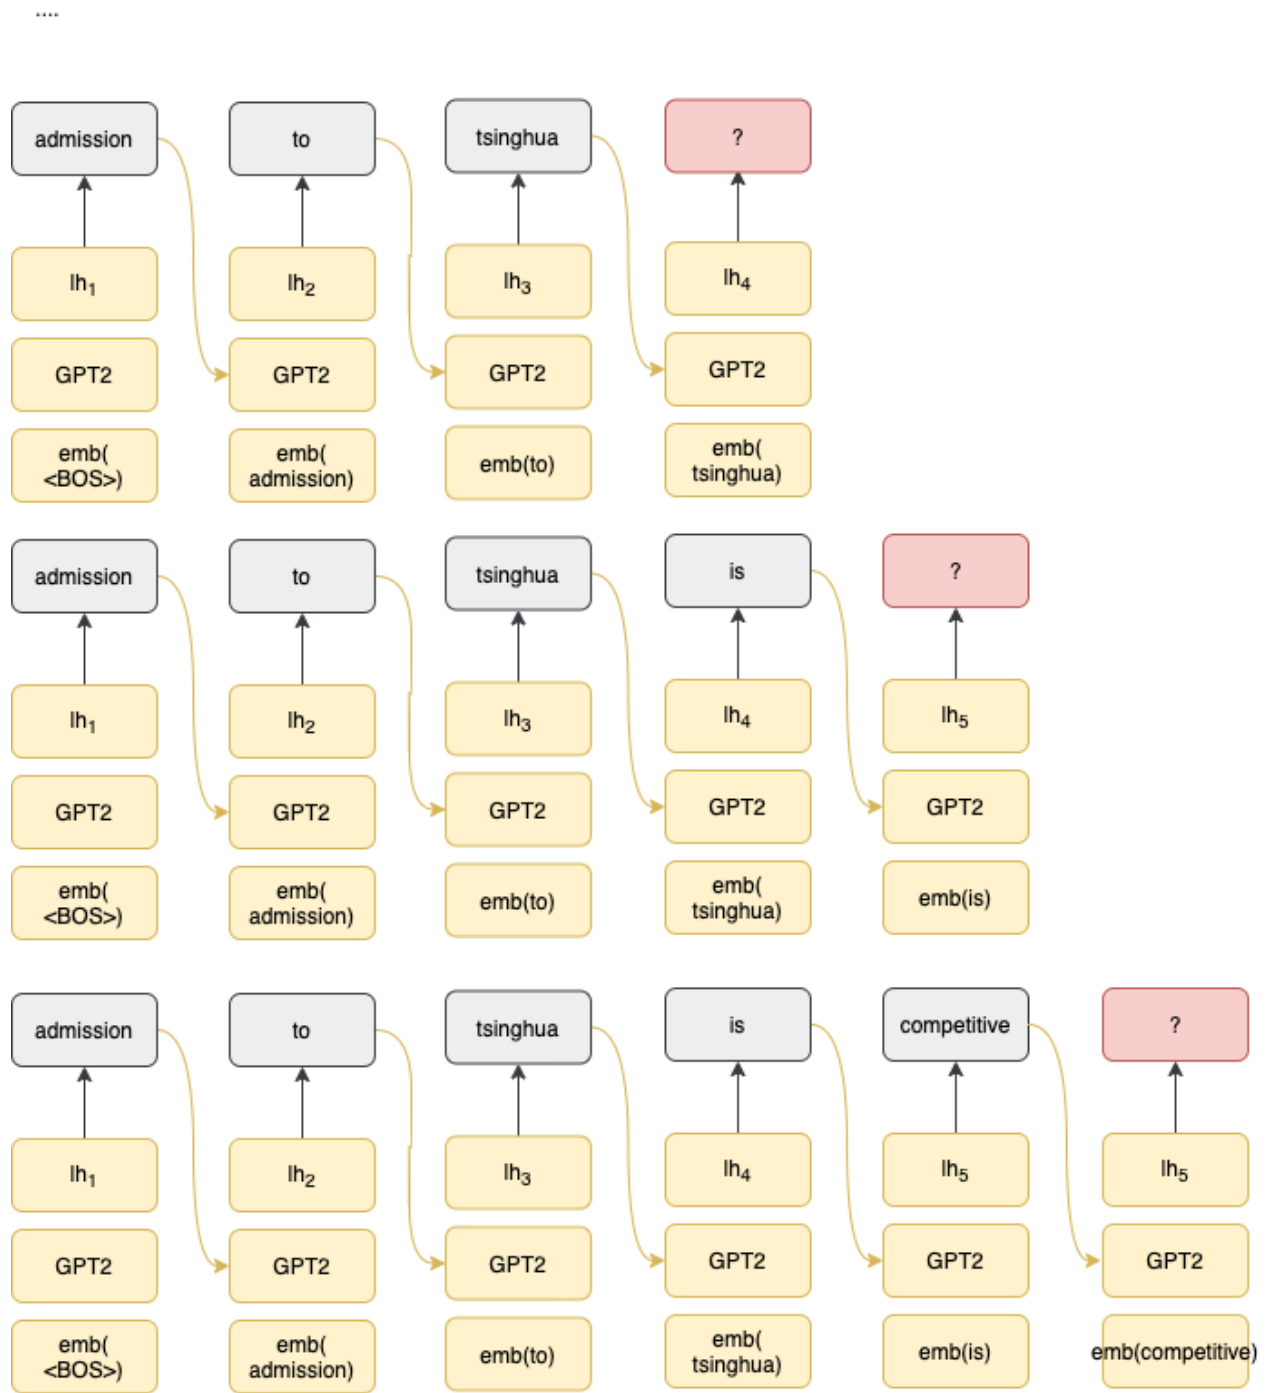 ....
admission to tsinghua ?
lh1 lh2 lh3 lh4
GPT2 GPT2 GPT2 GPT2
emb(
<BOS>)
emb(
admission)
emb(to)
emb(
tsinghua)
admission to tsinghua is ?
lh1 lh2 lh3 lh4 lh5
GPT2 GPT2 GPT2 GPT2 GPT2
emb(
<BOS>)
emb(
admission)
emb(to)
emb(
tsinghua)
emb(is)
admission to tsinghua is competitive ?
lh1 lh2 lh3 lh4 lh5 lh5
GPT2 GPT2 GPT2 GPT2 GPT2 GPT2
emb(
<BOS>)
emb(
admission)
emb(to)
emb(
tsinghua)
emb(is)
emb(competitive)